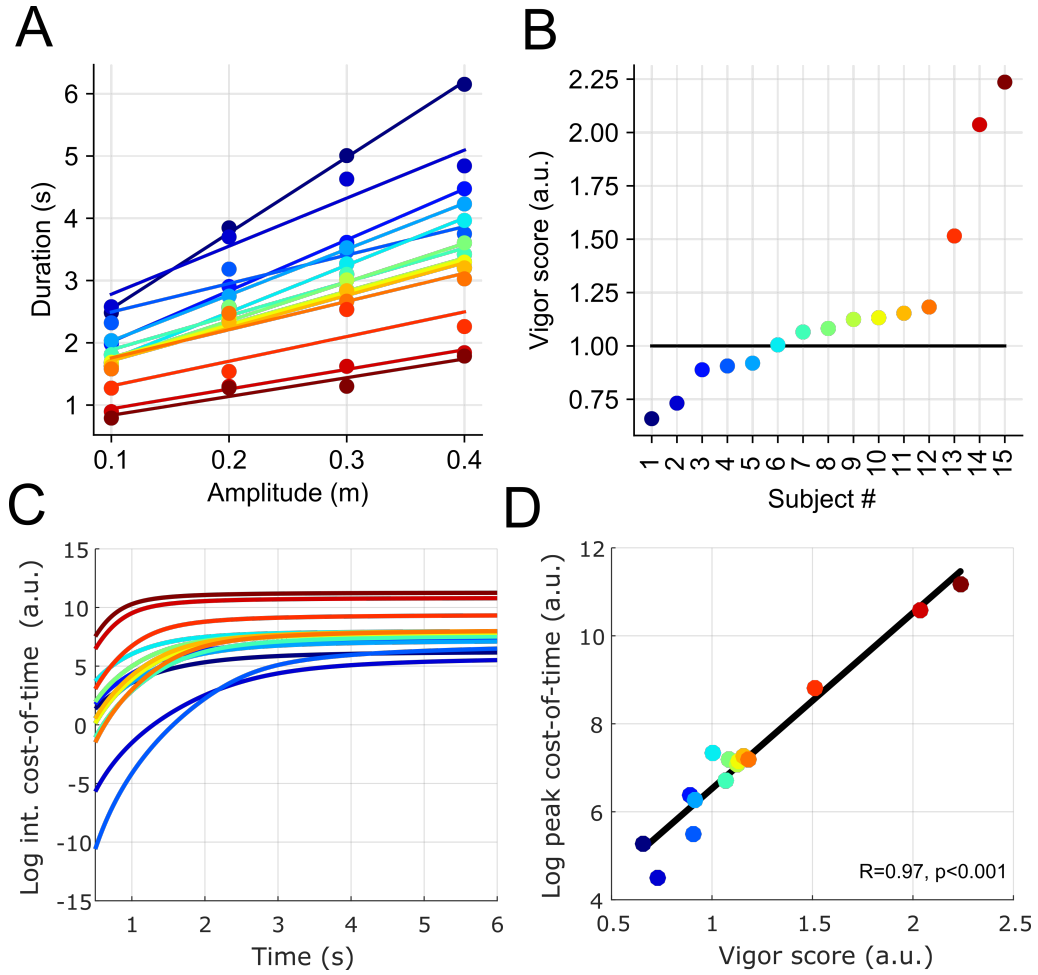 A
B
Duration (s)
6
5
4
3
2
1
0.1 0.2 0.3 0.4
Amplitude (m)
Vigor score (a.u.)
2.25
2.00
1.75
1.50
1.25
1.00
0.75
1 2 3 4 5 6 7 8 9 10 11 12 13 14 15
Subject #
C
D
Log int. cost-of-time (a.u.)
15
10
5
0
-5
-10
-15
1 2 3 4 5 6
Time (s)
Log peak cost-of-time (a.u.)
12
10
8
6
4
R=0.97, p<0.001
0.5 1 1.5 2 2.5
Vigor score (a.u.)